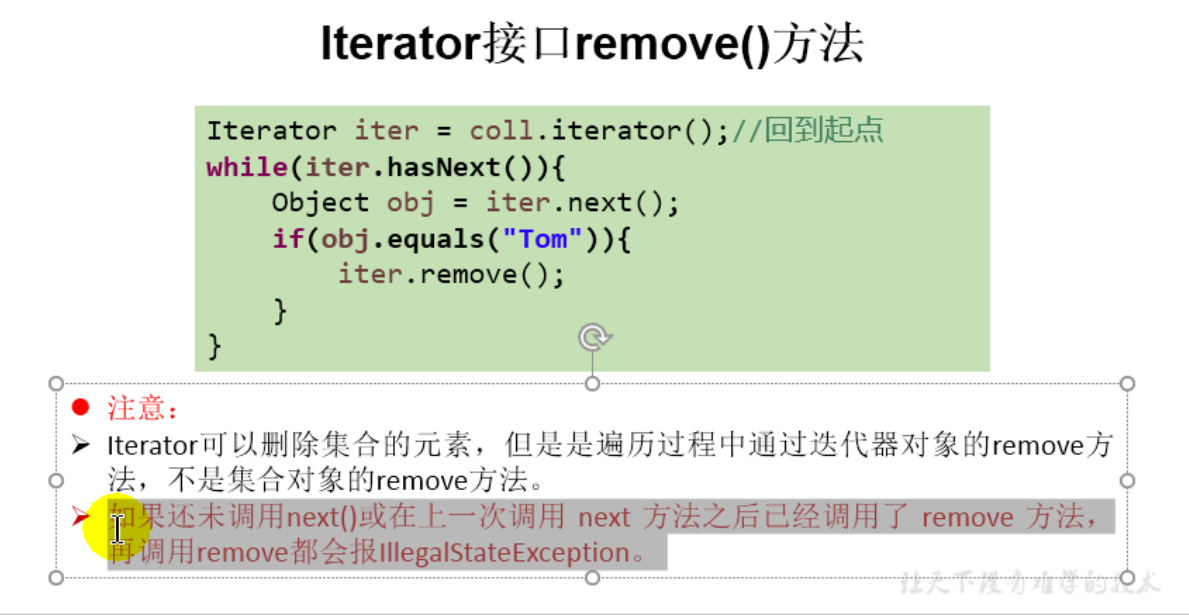 Iterator接口remove()方法
Iterator iter = coll.iterator();//回到起点
while(iter.hasNext()){
Object obj = iter.next();
if(obj.equals("Tom")){
iter.remove();
}
}
注意：
Iterator可以删除集合的元素，但是是遍历过程中通过迭代器对象的remove方
法，不是集合对象的remove方法。
如果还未调用next()或在上一次调用 next 方法之后已经调用了 remove 方法，
再调用remove都会报IllegalStateException。
让天下没有难学的技术